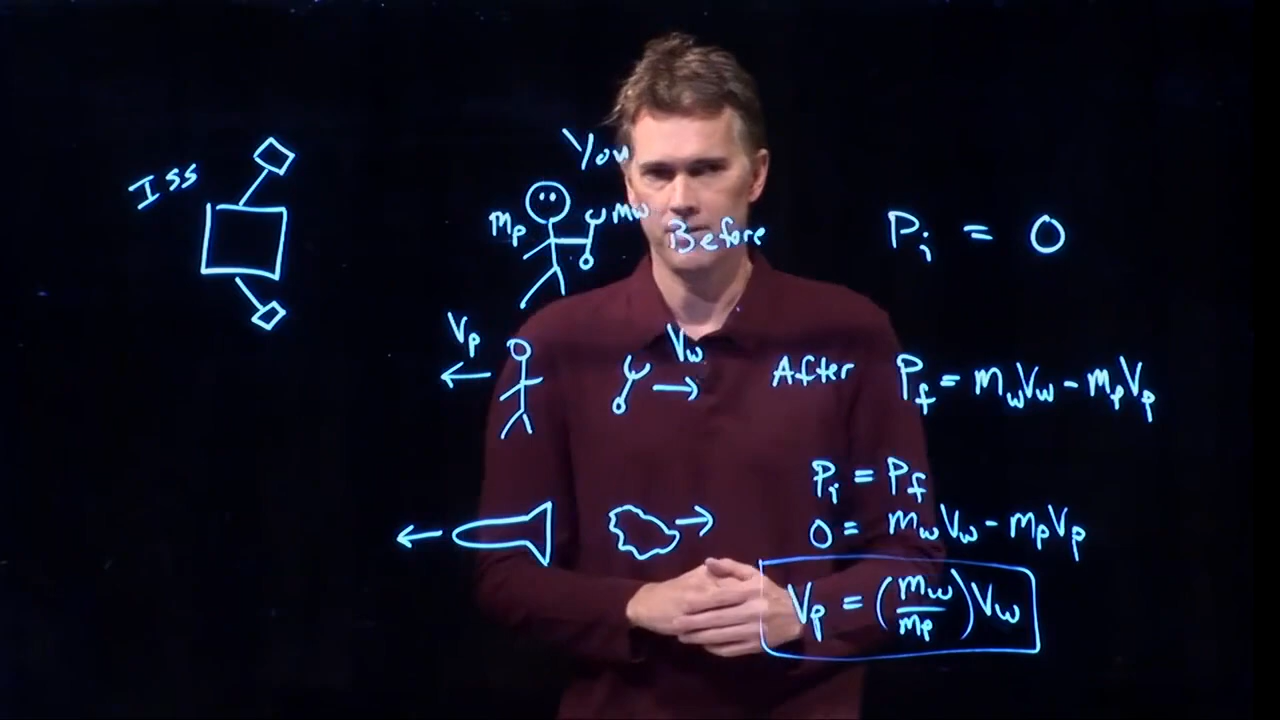 ISS
You
mp
mw
Before
Pi = 0
Vp
Vw
After
Pf = mwVw - mpVp
Pi = Pf
0 = mwVw - mpVp
Vp = (mw/mp)Vw